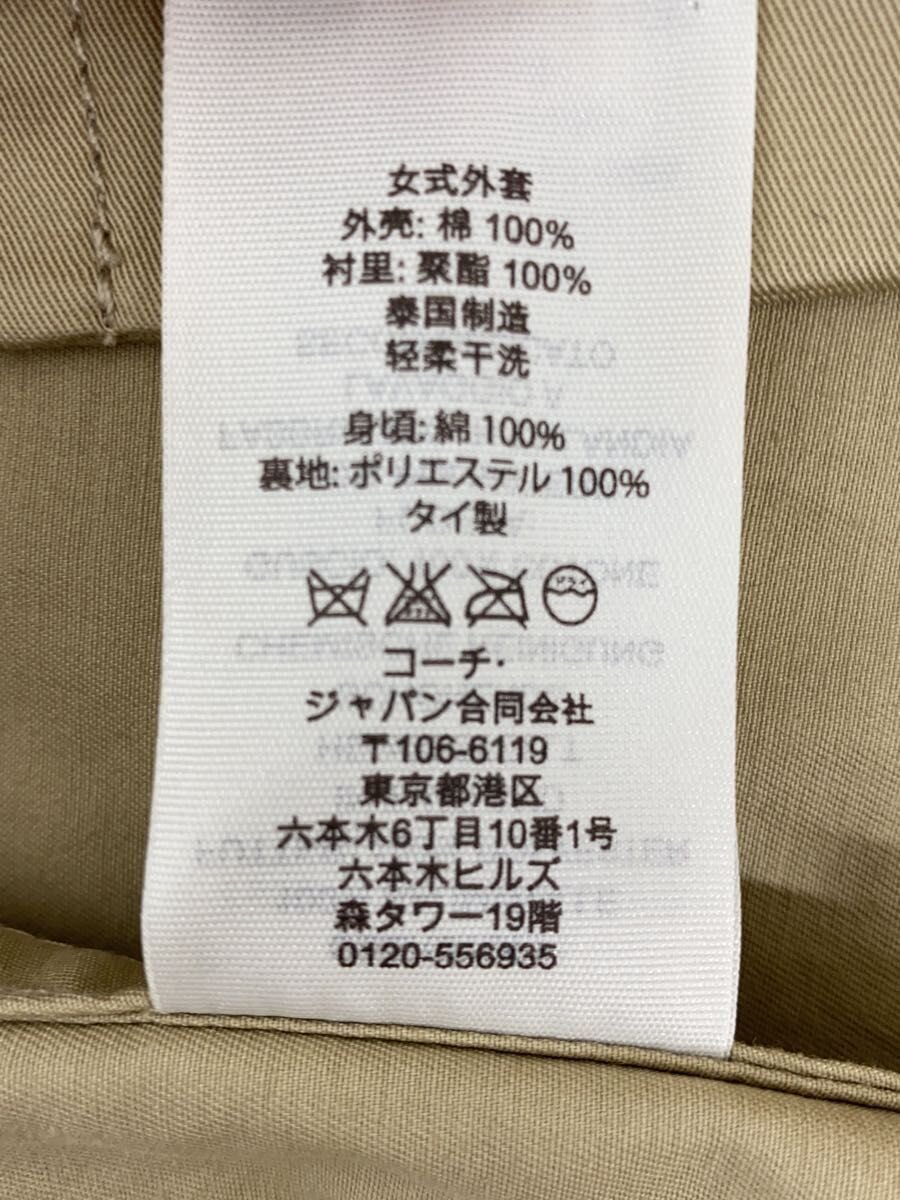 女式外套
外壳: 棉 100%
衬里: 聚酯 100%
泰国制造
轻柔干洗
身頃: 綿 100%
裏地: ポリエステル 100%
タイ製
ドライ
コーチ・
ジャパン合同会社
〒106-6119
東京都港区
六本木6丁目10番1号
六本木ヒルズ
森タワー19階
0120-556935